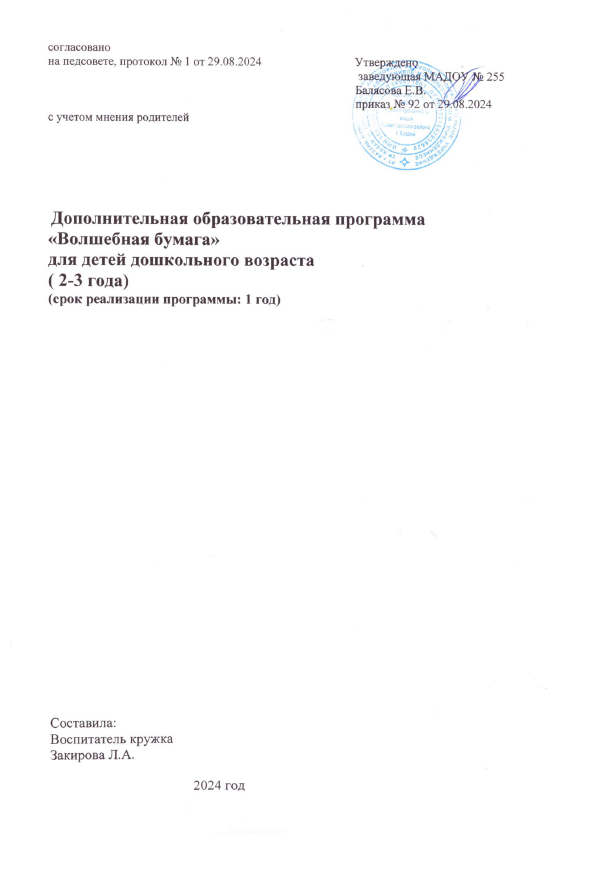 согласовано
на педсовете, протокол № 1 от 29.08.2024
Утверждено
заведующая МАДОУ № 255
Балясова Е.В.
приказ № 92 от 29.08.2024
с учетом мнения родителей
Дополнительная образовательная программа
«Волшебная бумага»
для детей дошкольного возраста
( 2-3 года)
(срок реализации программы: 1 год)
Составила:
Воспитатель кружка
Закирова Л.А.
2024 год